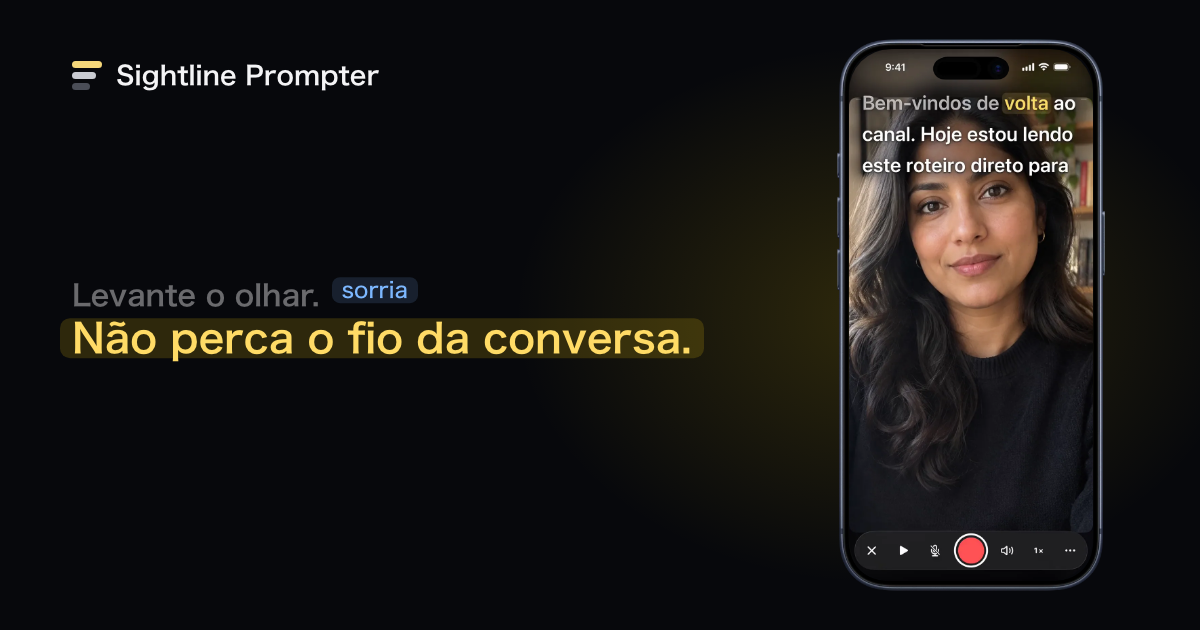 Sightline Prompter
Levante o olhar. sorria
Não perca o fio da conversa.
9:41
Bem-vindos de volta ao
canal. Hoje estou lendo
este roteiro direto para
1×